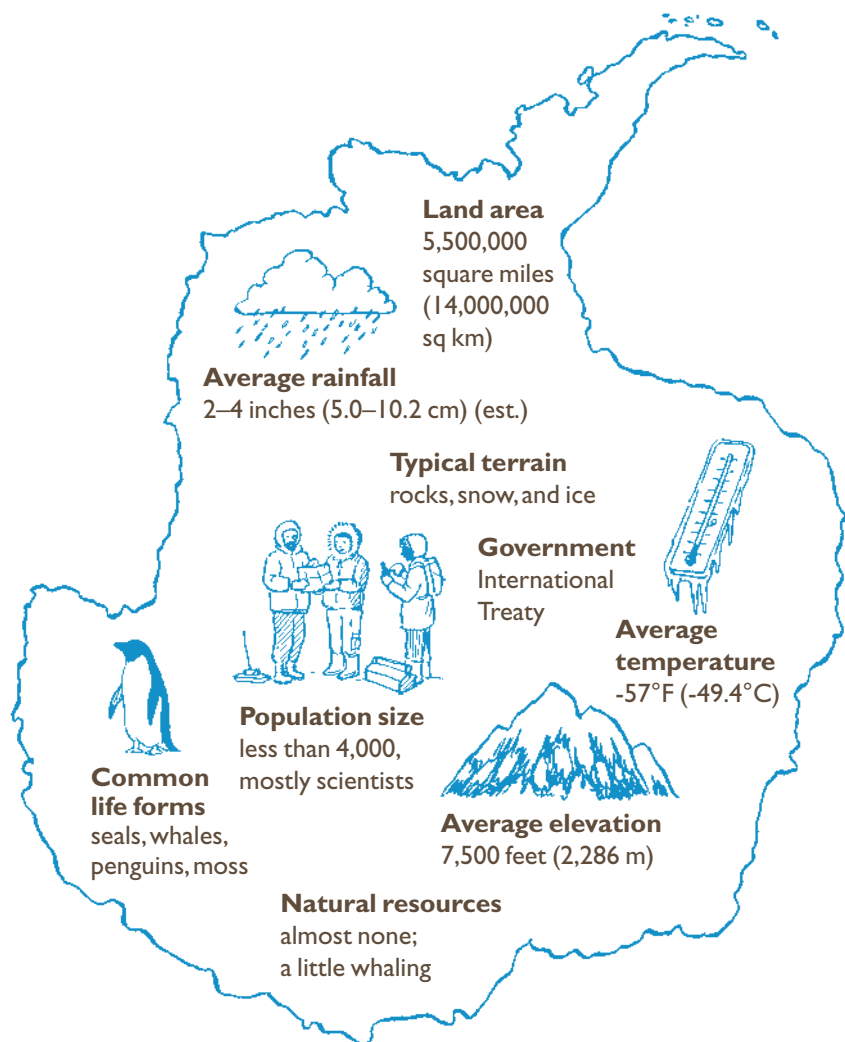 Land area
5,500,000
square miles
(14,000,000
sq km)
Average rainfall
2–4 inches (5.0–10.2 cm) (est.)
Typical terrain
rocks, snow, and ice
Government
International
Treaty
Average
temperature
-57°F (-49.4°C)
Population size
less than 4,000,
mostly scientists
Common
life forms
seals, whales,
penguins, moss
Average elevation
7,500 feet (2,286 m)
Natural resources
almost none;
a little whaling